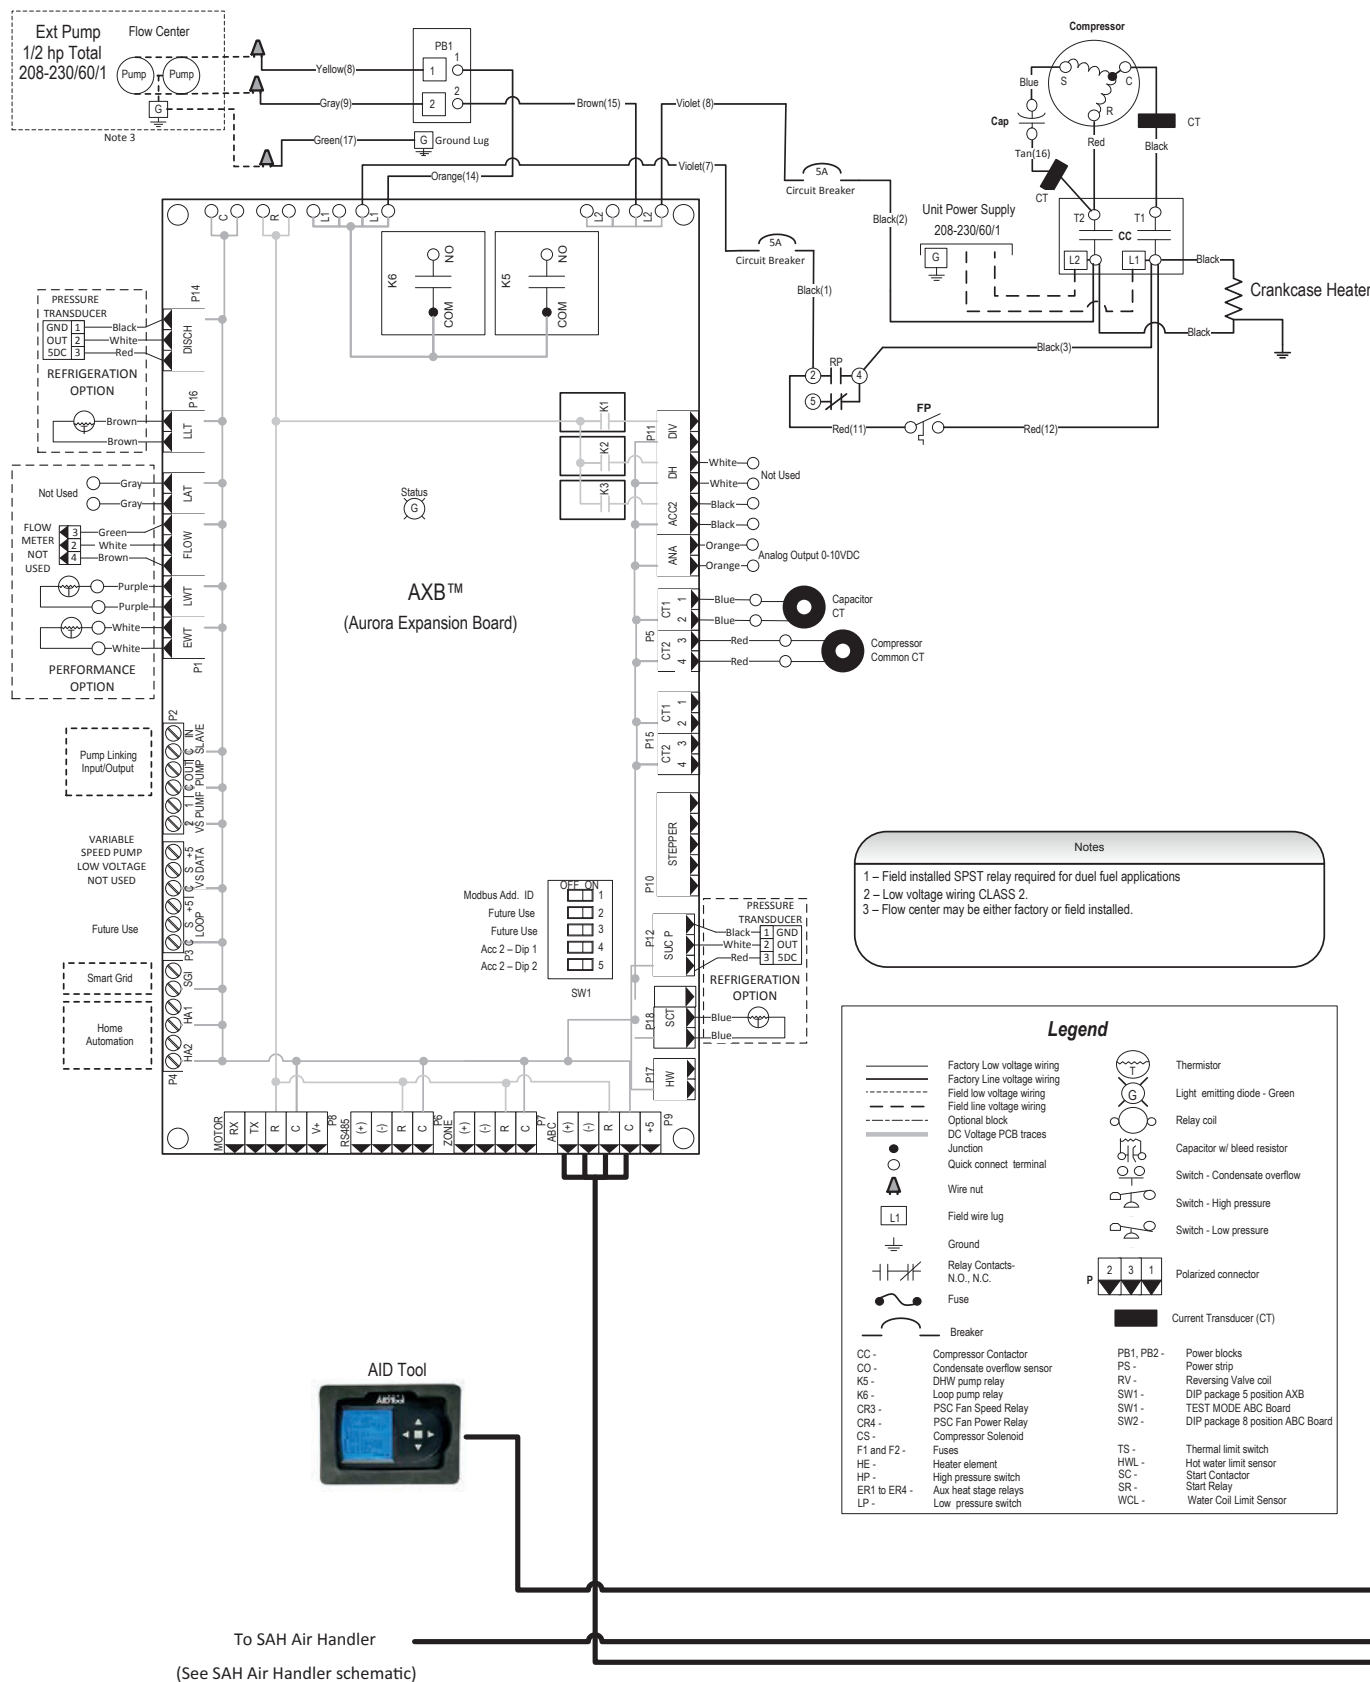 Ext Pump
1/2 hp Total
208-230/60/1
Flow Center
Pump
Pump
G
Note 3
Yellow(8)
Gray(9)
Green(17)
PB1
1
1
2
2
G
Ground Lug
Orange(14)
Brown(15)
Violet (8)
Violet(7)
5A
Circuit Breaker
5A
Circuit Breaker
Black(2)
Black(1)
Unit Power Supply
208-230/60/1
G
Compressor
S
C
R
Blue
Cap
Tan(16)
CT
Red
CT
Black
T2
T1
CC
L2
L1
Black
Black
Crankcase Heater
Black(3)
RP
2
4
5
FP
Red(11)
Red(12)
C
R
L1
L1
L2
L2
K6
NO
COM
K5
NO
COM
PRESSURE
TRANSDUCER
GND 1
OUT 2
5DC 3
Black
White
Red
REFRIGERATION
OPTION
Brown
Brown
P14
DISCH
P16
LLT
Not Used
Gray
Gray
FLOW
METER
NOT
USED
3
2
4
Green
White
Brown
Purple
Purple
White
White
PERFORMANCE
OPTION
LAT
FLOW
LWT
EWT
P1
Status
G
AXB™
(Aurora Expansion Board)
K1
K2
K3
P11
DIV
DH
ACC2
ANA
White
White
Not Used
Black
Black
Orange
Orange
Analog Output 0-10VDC
P5
CT1
1
2
CT2
3
4
Blue
Blue
Capacitor
CT
Red
Red
Compressor
Common CT
P15
CT1
1
2
CT2
3
4
STEPPER
P10
Pump Linking
Input/Output
P2
IN
C
SLAVE
OUT
C
PUMP
1
2
VS PUMP
VARIABLE
SPEED PUMP
LOW VOLTAGE
NOT USED
+5
S
C
VS DATA
Future Use
+5
S
C
LOOP
P3
Smart Grid
SGI
Home
Automation
HA1
HA2
P4
OFF ON
Modbus Add. ID 1
Future Use 2
Future Use 3
Acc 2 – Dip 1 4
Acc 2 – Dip 2 5
SW1
P12
SUC P
PRESSURE
TRANSDUCER
Black 1 GND
White 2 OUT
Red 3 5DC
REFRIGERATION
OPTION
P18
SCT
Blue
Blue
P17
HW
MOTOR
RX
TX
R
C
V+
P8
RS485
(+)
(-)
R
C
P6
ZONE
(+)
(-)
R
C
P7
ABC
(+)
(-)
R
C
+5
P9
Notes
1 – Field installed SPST relay required for duel fuel applications
2 – Low voltage wiring CLASS 2.
3 – Flow center may be either factory or field installed.
Legend
Factory Low voltage wiring
Factory Line voltage wiring
Field low voltage wiring
Field line voltage wiring
Optional block
DC Voltage PCB traces
Junction
Quick connect terminal
Wire nut
L1
Field wire lug
Ground
Relay Contacts-
N.O., N.C.
Fuse
Breaker
T
Thermistor
G
Light emitting diode - Green
Relay coil
Capacitor w/ bleed resistor
Switch - Condensate overflow
Switch - High pressure
Switch - Low pressure
P
2 3 1
Polarized connector
Current Transducer (CT)
CC - Compressor Contactor
CO - Condensate overflow sensor
K5 - DHW pump relay
K6 - Loop pump relay
CR3 - PSC Fan Speed Relay
CR4 - PSC Fan Power Relay
CS - Compressor Solenoid
F1 and F2 - Fuses
HE - Heater element
HP - High pressure switch
ER1 to ER4 - Aux heat stage relays
LP - Low pressure switch
PB1, PB2 - Power blocks
PS - Power strip
RV - Reversing Valve coil
SW1 - DIP package 5 position AXB
SW1 - TEST MODE ABC Board
SW2 - DIP package 8 position ABC Board
TS - Thermal limit switch
HWL - Hot water limit sensor
SC - Start Contactor
SR - Start Relay
WCL - Water Coil Limit Sensor
AID Tool
To SAH Air Handler
(See SAH Air Handler schematic)